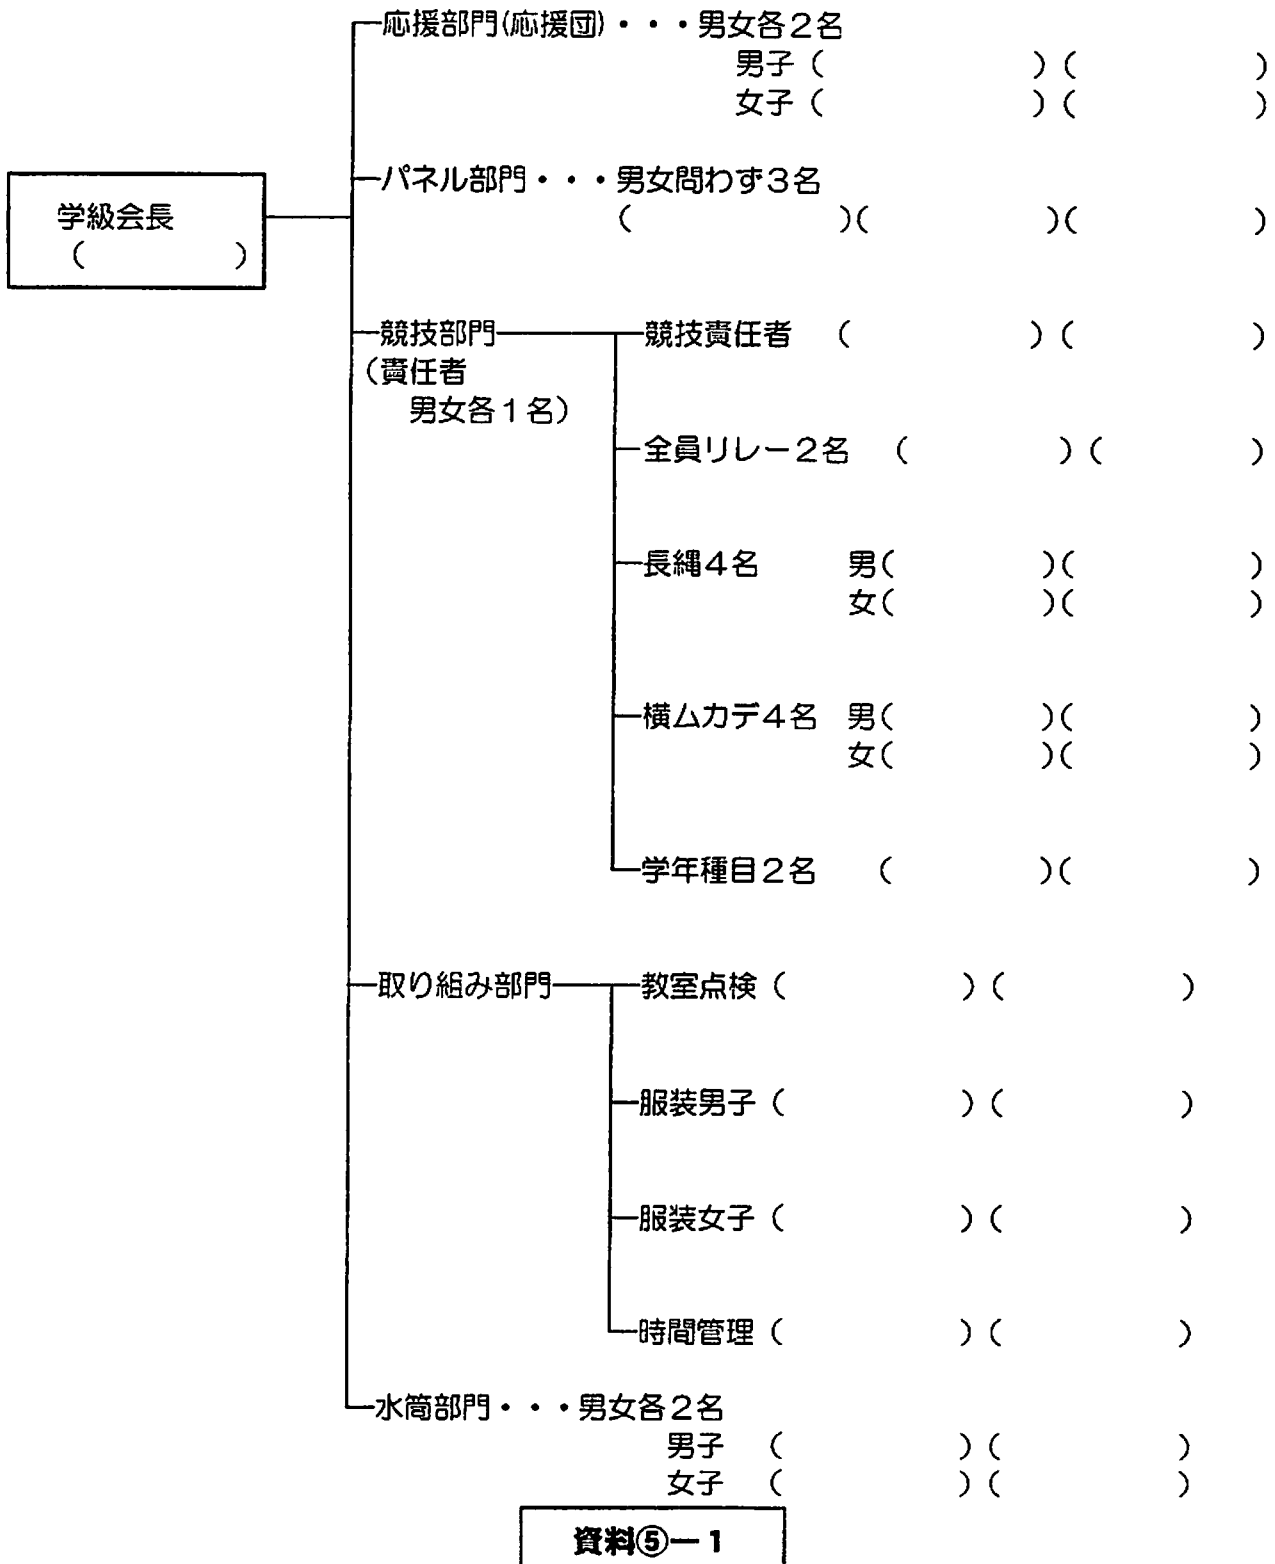 応援部門(応援団)・・・男女各2名
男子 ( ) ( )
女子 ( ) ( )
パネル部門・・・男女問わず3名
( )( )( )
学級会長
( )
競技部門
(責任者
男女各1名)
競技責任者 ( ) ( )
全員リレー2名 ( ) ( )
長縄4名 男( )( )
女( )( )
横ムカデ4名 男( )( )
女( )( )
学年種目2名 ( )( )
取り組み部門
教室点検 ( ) ( )
服装男子 ( ) ( )
服装女子 ( ) ( )
時間管理 ( ) ( )
水筒部門・・・男女各2名
男子 ( ) ( )
女子 ( ) ( )
資料⑤－1